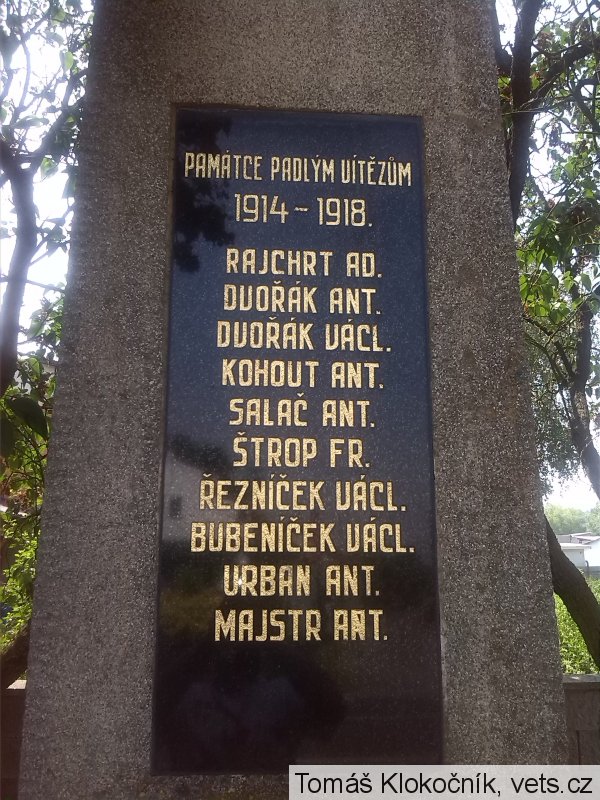 PAMÁTCE PADLÝM VÍTĚZŮM
1914 - 1918.
RAJCHRT AD.
DVOŘÁK ANT.
DVOŘÁK VÁCL.
KOHOUT ANT.
SALAČ ANT.
ŠTROP FR.
ŘEZNÍČEK VÁCL.
BUBENÍČEK VÁCL.
URBAN ANT.
MAJSTR ANT.
Tomáš Klokočník, vets.cz